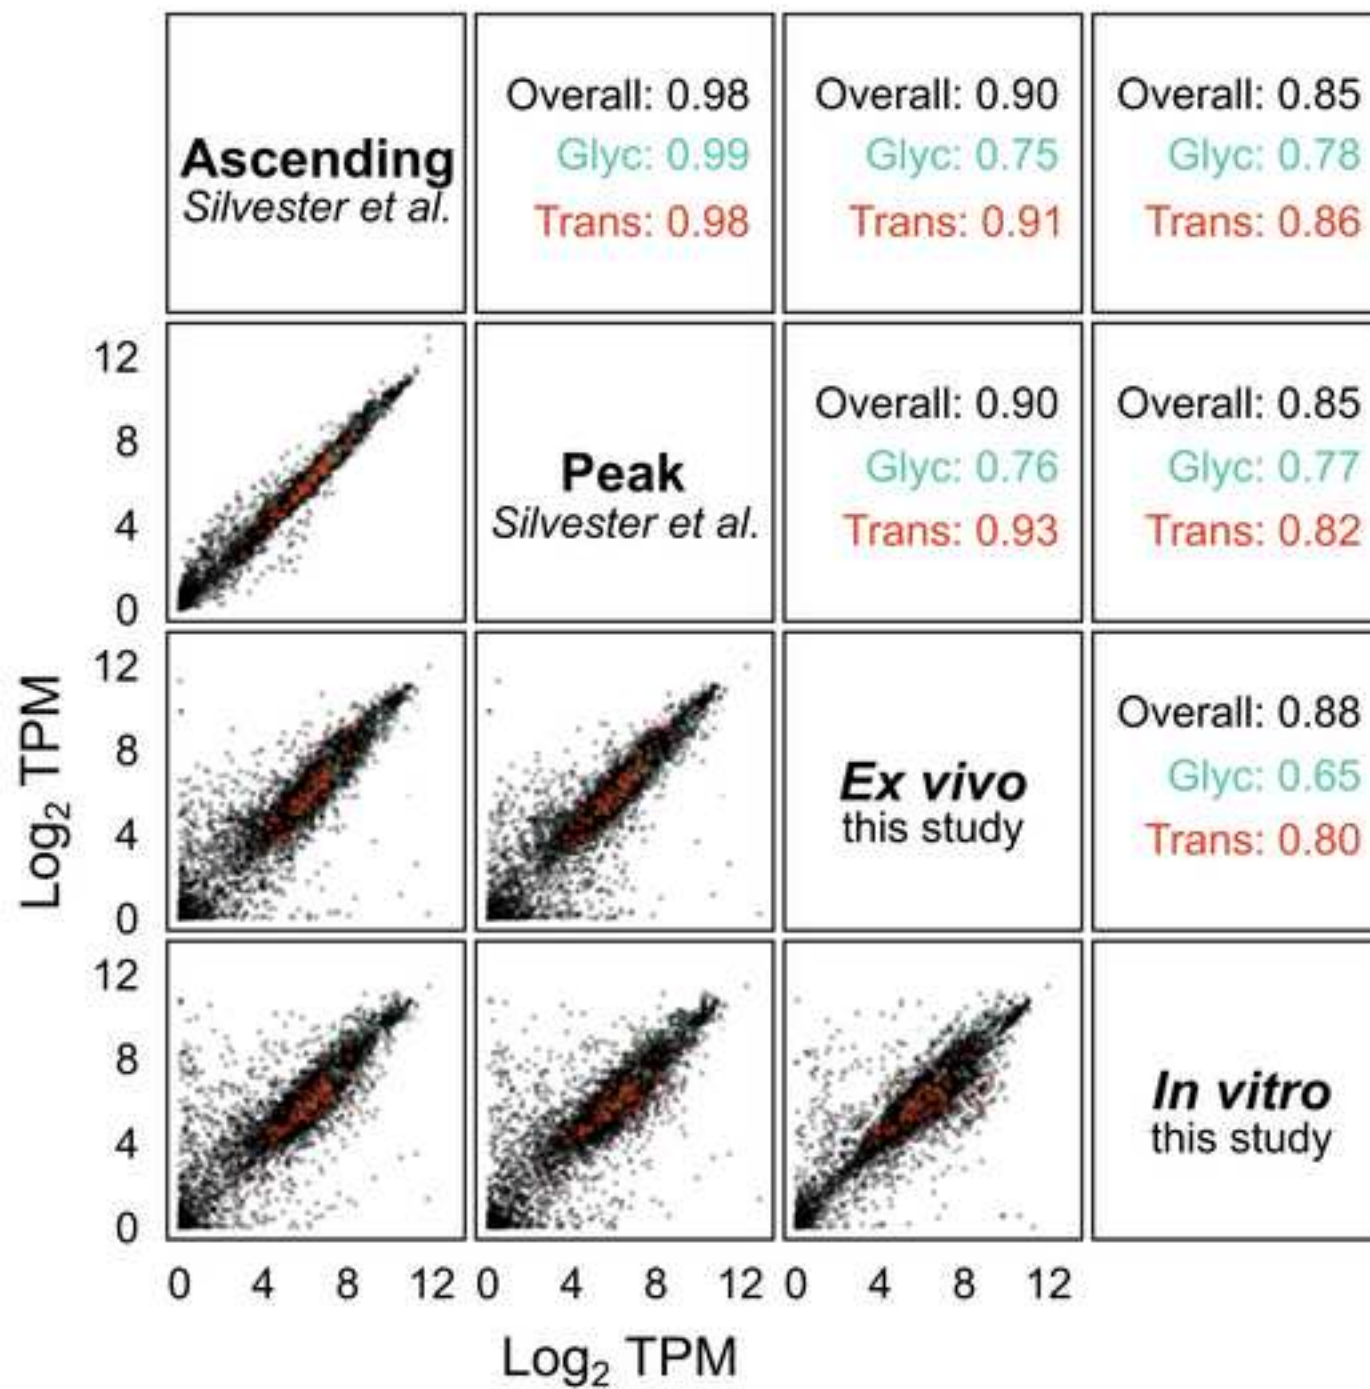 Ascending
Silvester et al.
Overall: 0.98
Glyc: 0.99
Trans: 0.98
Overall: 0.90
Glyc: 0.75
Trans: 0.91
Overall: 0.85
Glyc: 0.78
Trans: 0.86
12
8
4
0
Peak
Silvester et al.
Overall: 0.90
Glyc: 0.76
Trans: 0.93
Overall: 0.85
Glyc: 0.77
Trans: 0.82
Log₂ TPM
12
8
4
0
Ex vivo
this study
Overall: 0.88
Glyc: 0.65
Trans: 0.80
12
8
4
0
In vitro
this study
0 4 8 12 0 4 8 12 0 4 8 12
Log₂ TPM